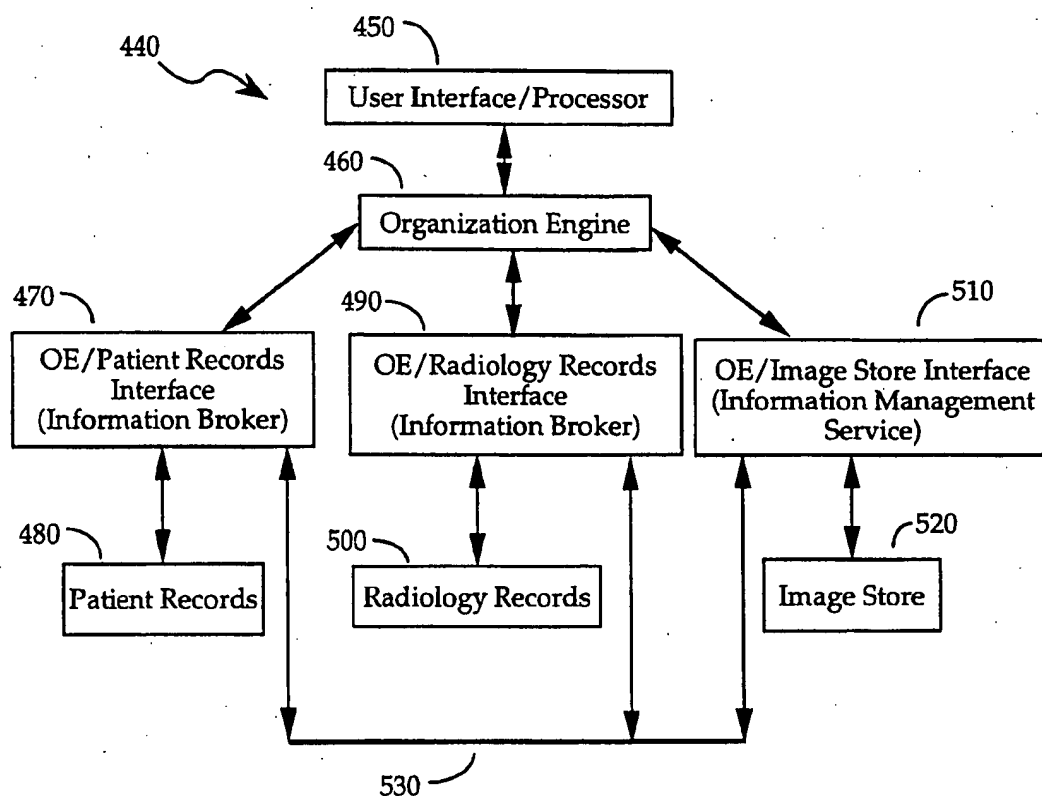 450
440
User Interface/Processor
460
Organization Engine
470
490
510
OE/Patient Records
Interface
(Information Broker)
OE/Radiology Records
Interface
(Information Broker)
OE/Image Store Interface
(Information Management
Service)
480
500
520
Patient Records
Radiology Records
Image Store
530